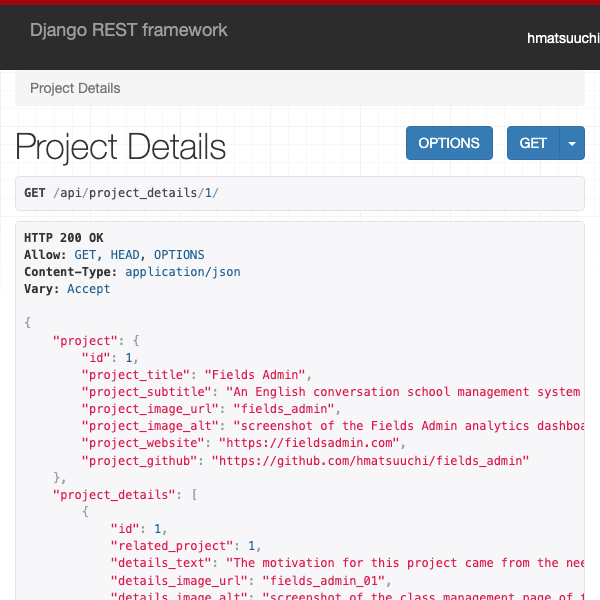 Django REST framework
hmatsuuchi
Project Details
Project Details
OPTIONS
GET
GET /api/project_details/1/
HTTP 200 OK
Allow: GET, HEAD, OPTIONS
Content-Type: application/json
Vary: Accept
{
"project": {
"id": 1,
"project_title": "Fields Admin",
"project_subtitle": "An English conversation school management system
"project_image_url": "fields_admin",
"project_image_alt": "screenshot of the Fields Admin analytics dashboa
"project_website": "https://fieldsadmin.com",
"project_github": "https://github.com/hmatsuuchi/fields_admin"
},
"project_details": [
{
"id": 1,
"related_project": 1,
"details_text": "The motivation for this project came from the nee
"details_image_url": "fields_admin_01",
"details_image_alt": "screenshot of the class management page of t